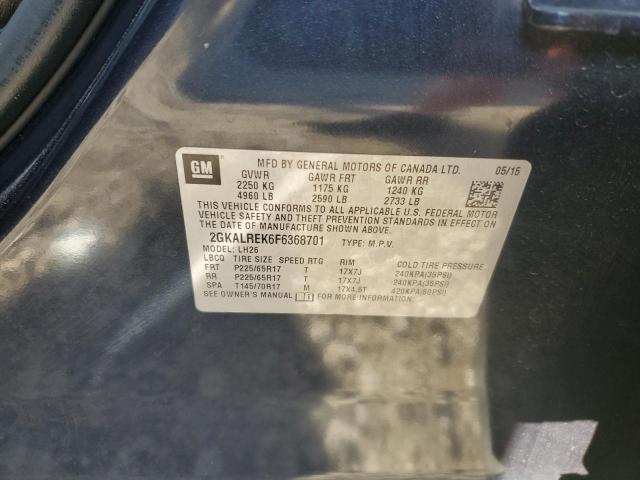 GM
MFD BY GENERAL MOTORS OF CANADA LTD. 05/15
GVWR GAWR FRT GAWR RR
2250 KG 1175 KG 1240 KG
4960 LB 2590 LB 2733 LB
THIS VEHICLE CONFORMS TO ALL APPLICABLE U.S. FEDERAL MOTOR
VEHICLE SAFETY AND THEFT PREVENTION STANDARDS IN EFFECT ON
THE DATE OF MANUFACTURE SHOWN ABOVE.
2GKALREK6F6368701 TYPE: M.P.V.
MODEL: LH26
LBCQ TIRE SIZE SPEED RTG RIM COLD TIRE PRESSURE
FRT P225/65R17 T 17X7J 240KPA(35PSI)
RR P225/65R17 T 17X7J 240KPA(35PSI)
SPA T145/70R17 M 17X4.5T 420KPA(60PSI)
SEE OWNER'S MANUAL FOR MORE INFORMATION.